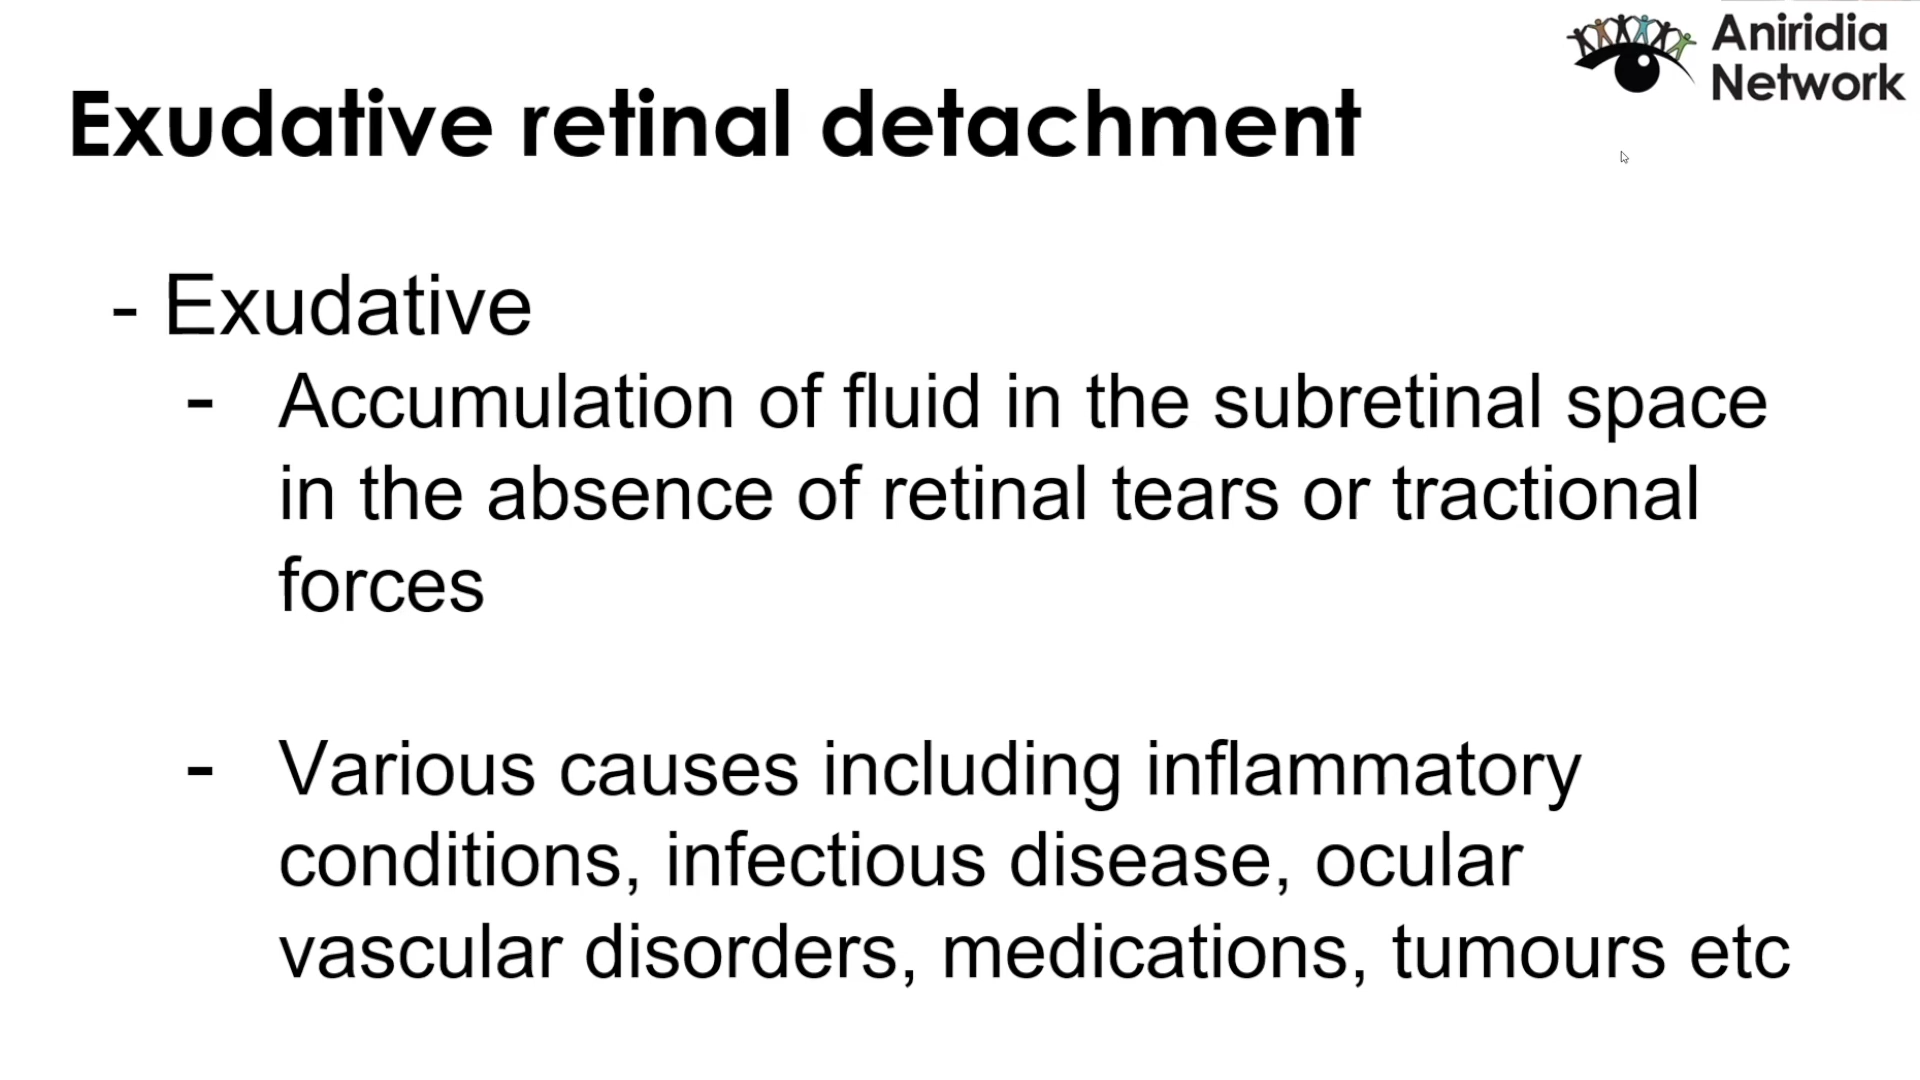 Aniridia
Network
Exudative retinal detachment
- Exudative
- Accumulation of fluid in the subretinal space
in the absence of retinal tears or tractional
forces
- Various causes including inflammatory
conditions, infectious disease, ocular
vascular disorders, medications, tumours etc